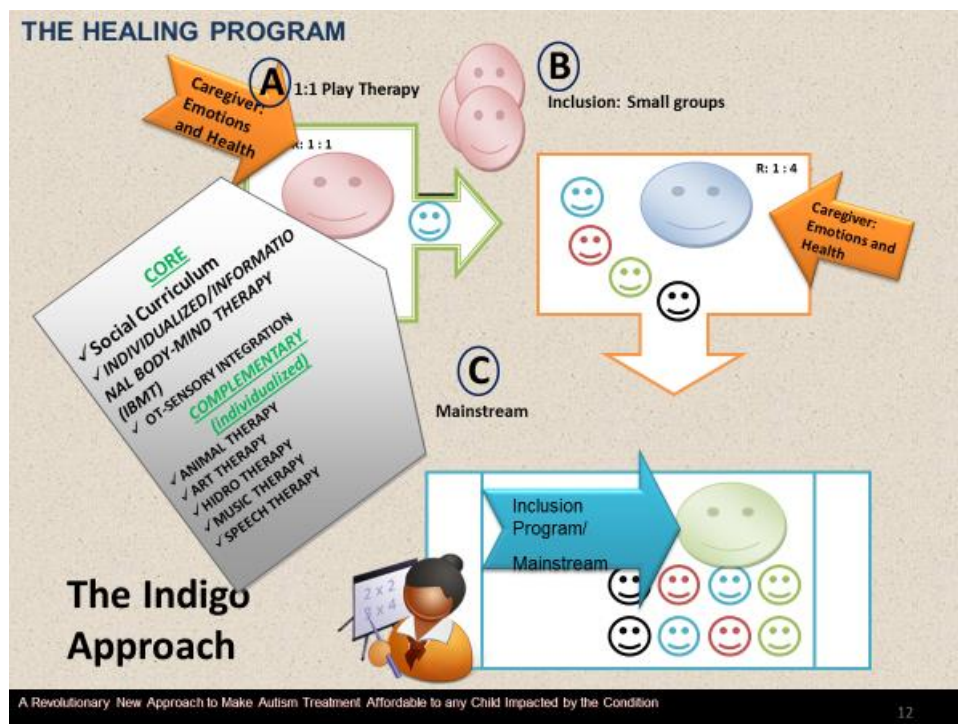 THE HEALING PROGRAM
A
1:1 Play Therapy
Caregiver:
Emotions
and Health
R: 1 : 1
B
Inclusion: Small groups
R: 1 : 4
Caregiver:
Emotions and
Health
CORE
✓Social Curriculum
✓INDIVIDUALIZED/INFORMATIO
NAL BODY-MIND THERAPY
(IBMT)
✓ OT-SENSORY INTEGRATION
COMPLEMENTARY
(individualized)
✓ANIMAL THERAPY
✓ART THERAPY
✓HIDRO THERAPY
✓MUSIC THERAPY
✓SPEECH THERAPY
C
Mainstream
Inclusion
Program/
Mainstream
2 x 2
x 4
The Indigo
Approach
A Revolutionary New Approach to Make Autism Treatment Affordable to any Child Impacted by the Condition
12